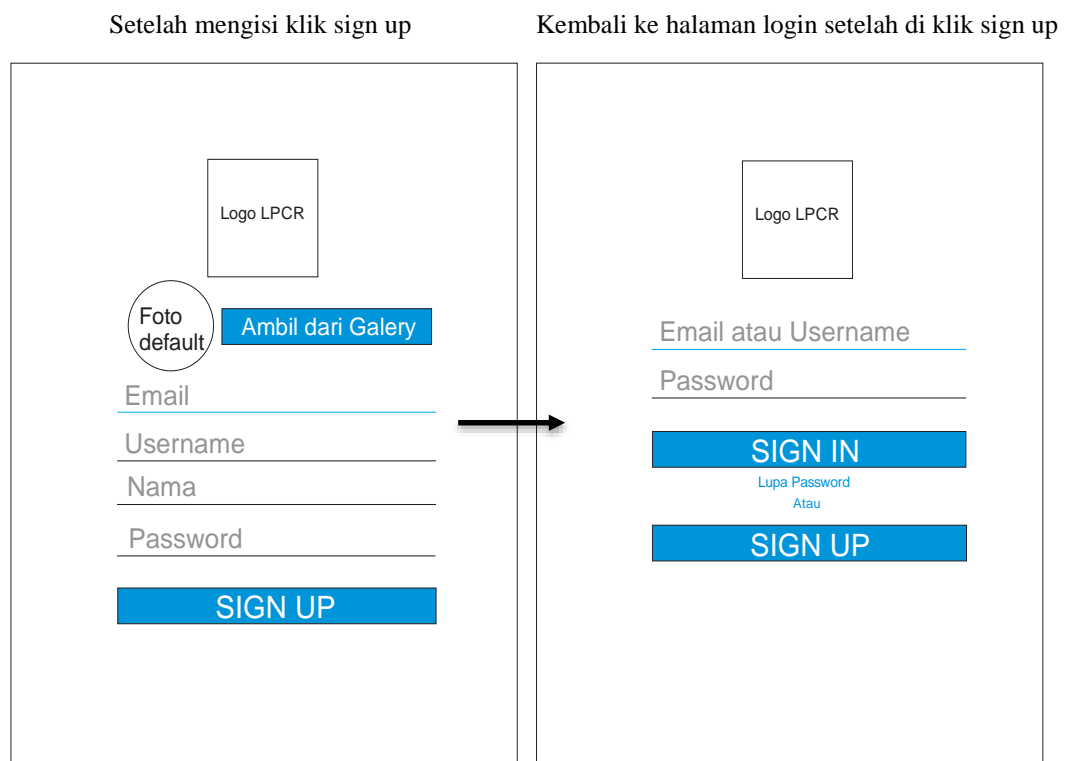 Setelah mengisi klik sign up
Kembali ke halaman login setelah di klik sign up
Logo LPCR
Foto
default
Ambil dari Galery
Email
Username
Nama
Password
SIGN UP
Logo LPCR
Email atau Username
Password
SIGN IN
Lupa Password
Atau
SIGN UP